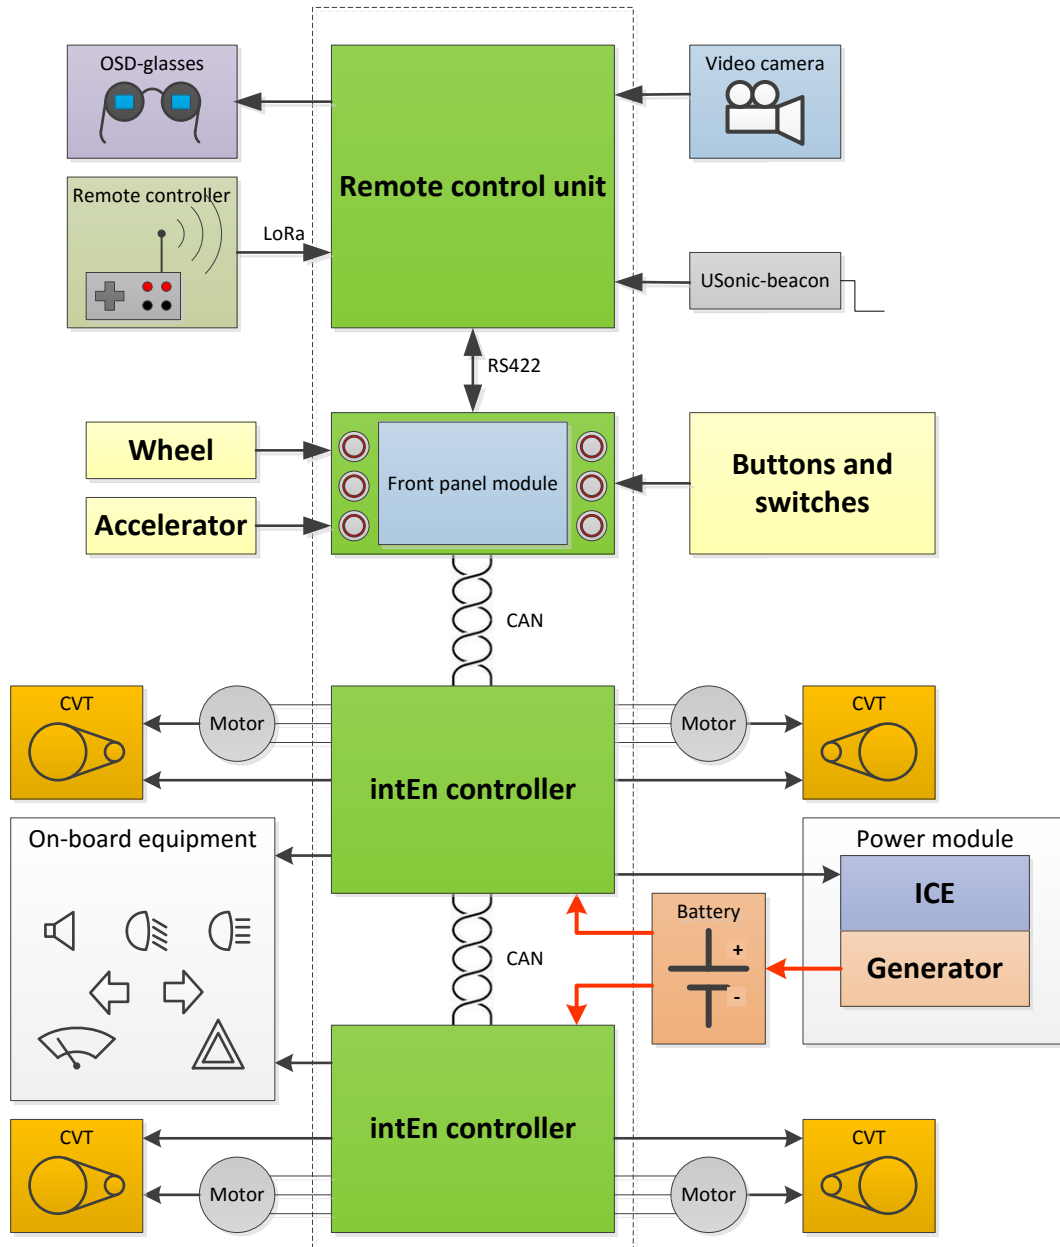 OSD-glasses
Video camera
Remote control unit
Remote controller
LoRa
USonic-beacon
RS422
Wheel
Accelerator
Front panel module
Buttons and
switches
CAN
CVT
Motor
Motor
CVT
intEn controller
On-board equipment
Power module
ICE
Battery
+
-
Generator
CAN
intEn controller
CVT
Motor
Motor
CVT